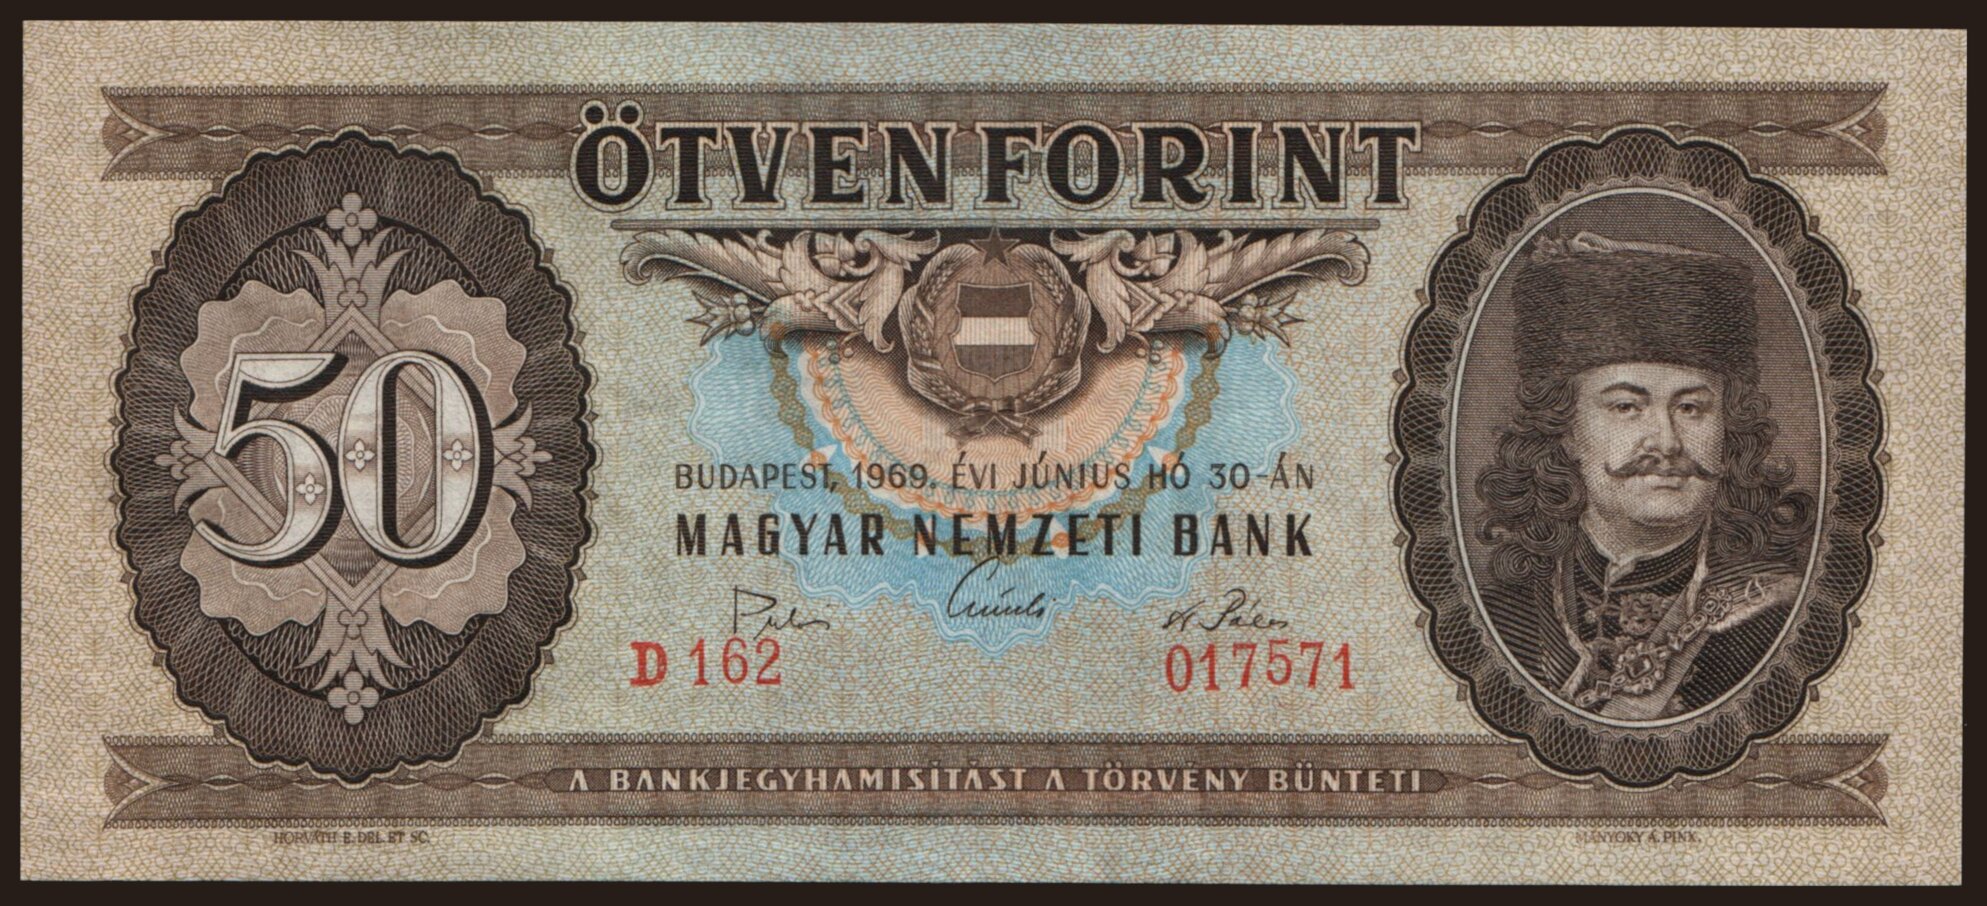 ÖTVEN FORINT
50
BUDAPEST, 1969. ÉVI JÚNIUS HÓ 30-ÁN
MAGYAR NEMZETI BANK
D 162 017571
A BANKJEGYHAMISÍTÁST A TÖRVÉNY BÜNTETI
HORVÁTH E. DEL. ET SC. MÁNYOKY Á. PINX.